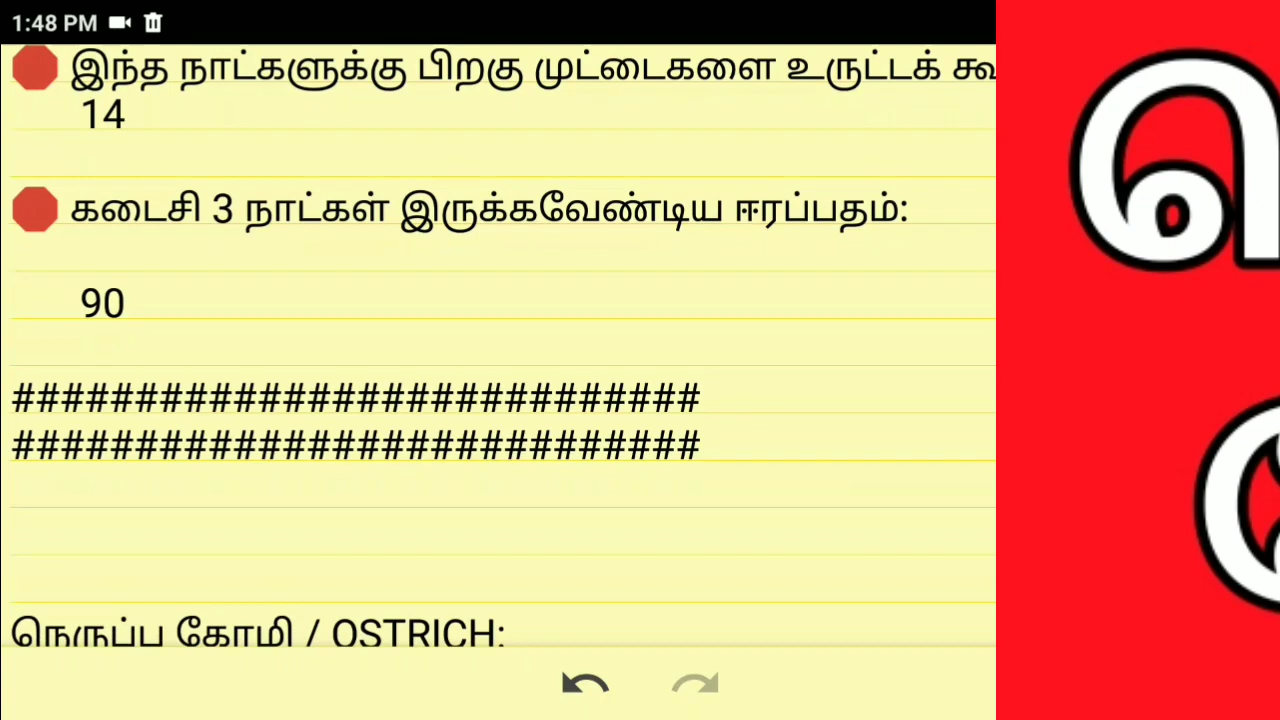 1:48 PM
இந்த நாட்களுக்கு பிறகு முட்டைகளை உருட்டக்
14
கடைசி 3 நாட்கள் இருக்கவேண்டிய ஈரப்பதம்:
90
############################
############################
நெருப்ப கோமி / OSTRICH: